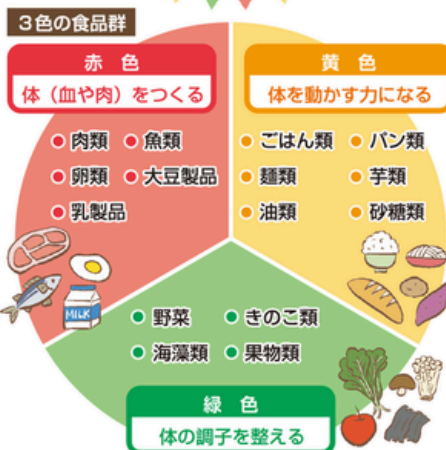 3色の食品群
赤色
体（血や肉）をつくる
● 肉類 ● 魚類
● 卵類 ● 大豆製品
● 乳製品
MILK
黄色
体を動かす力になる
● ごはん類 ● パン類
● 麺類 ● 芋類
● 油類 ● 砂糖類
● 野菜 ● きのこ類
● 海藻類 ● 果物類
緑色
体の調子を整える